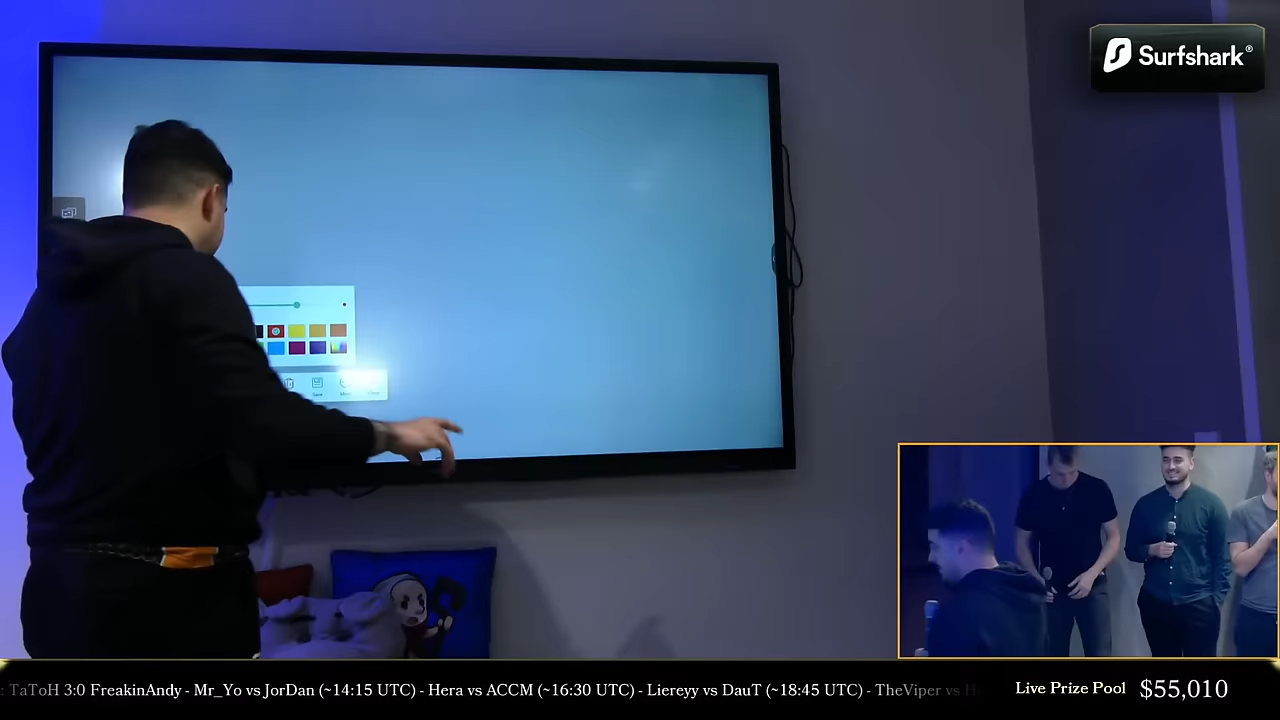 Surfshark®
Save
: TaToH 3:0 FreakinAndy - Mr_Yo vs JorDan (~14:15 UTC) - Hera vs ACCM (~16:30 UTC) - Liereyy vs DauT (~18:45 UTC) - TheViper vs H
Live Prize Pool $55,010